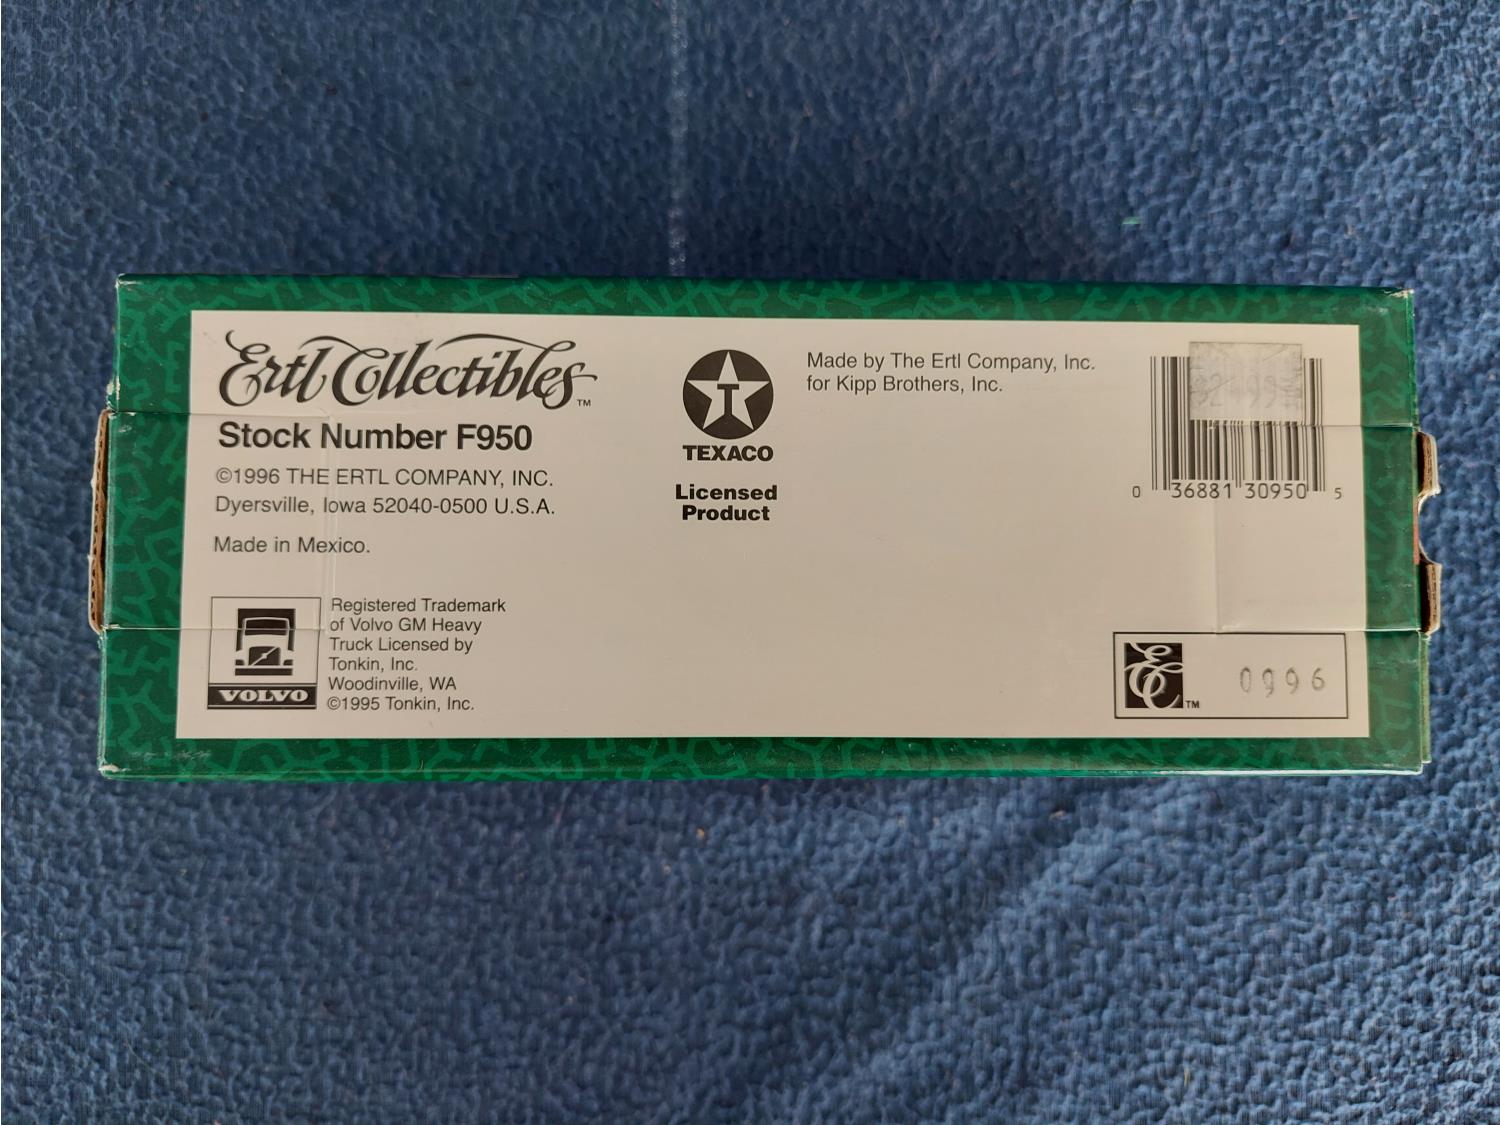 Ertl Collectibles™
Stock Number F950
©1996 THE ERTL COMPANY, INC.
Dyersville, Iowa 52040-0500 U.S.A.
Made in Mexico.
VOLVO
Registered Trademark
of Volvo GM Heavy
Truck Licensed by
Tonkin, Inc.
Woodinville, WA
©1995 Tonkin, Inc.
T
TEXACO
Licensed
Product
Made by The Ertl Company, Inc.
for Kipp Brothers, Inc.
0 36881 30950 5
EC™
0996